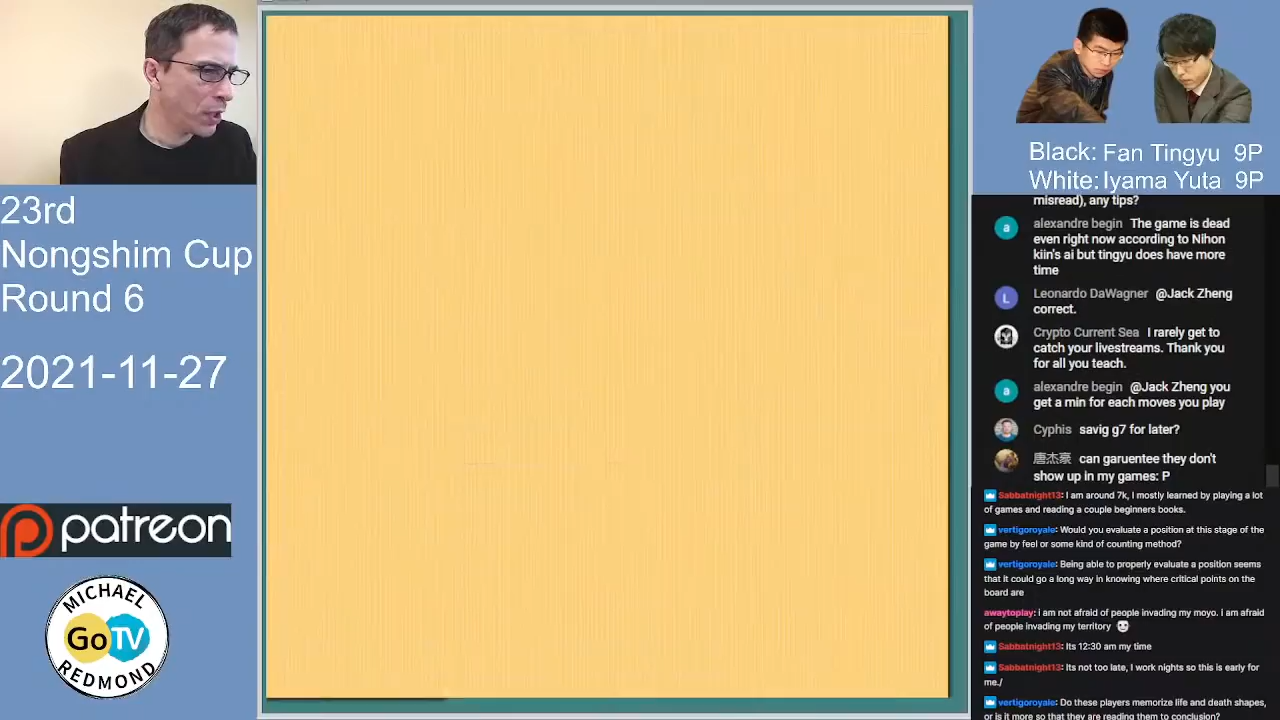 23rd
Nongshim Cup
Round 6
2021-11-27
patreon
MICHAEL
GoTV
REDMOND
Black: Fan Tingyu 9P
White: Iyama Yuta 9P
misread), any tips?
alexandre begin The game is dead
even right now according to Nihon
kiin's ai but tingyu does have more
time
Leonardo DaWagner @Jack Zheng
correct.
Crypto Current Sea I rarely get to
catch your livestreams. Thank you
for all you teach.
alexandre begin @Jack Zheng you
get a min for each moves you play
Cyphis savig g7 for later?
唐杰豪 can garuentee they don't
show up in my games: P
Sabbatnight13: I am around 7k, I mostly learned by playing a lot
of games and reading a couple beginners books.
vertigoroyale: Would you evaluate a position at this stage of the
game by feel or some kind of counting method?
vertigoroyale: Being able to properly evaluate a position seems
that it could go a long way in knowing where critical points on the
board are
awaytoplay: i am not afraid of people invading my moyo. i am afraid
of people invading my territory
Sabbatnight13: Its 12:30 am my time
Sabbatnight13: Its not too late, I work nights so this is early for
me./
vertigoroyale: Do these players memorize life and death shapes,
or is it more so that they are reading them to conclusion?